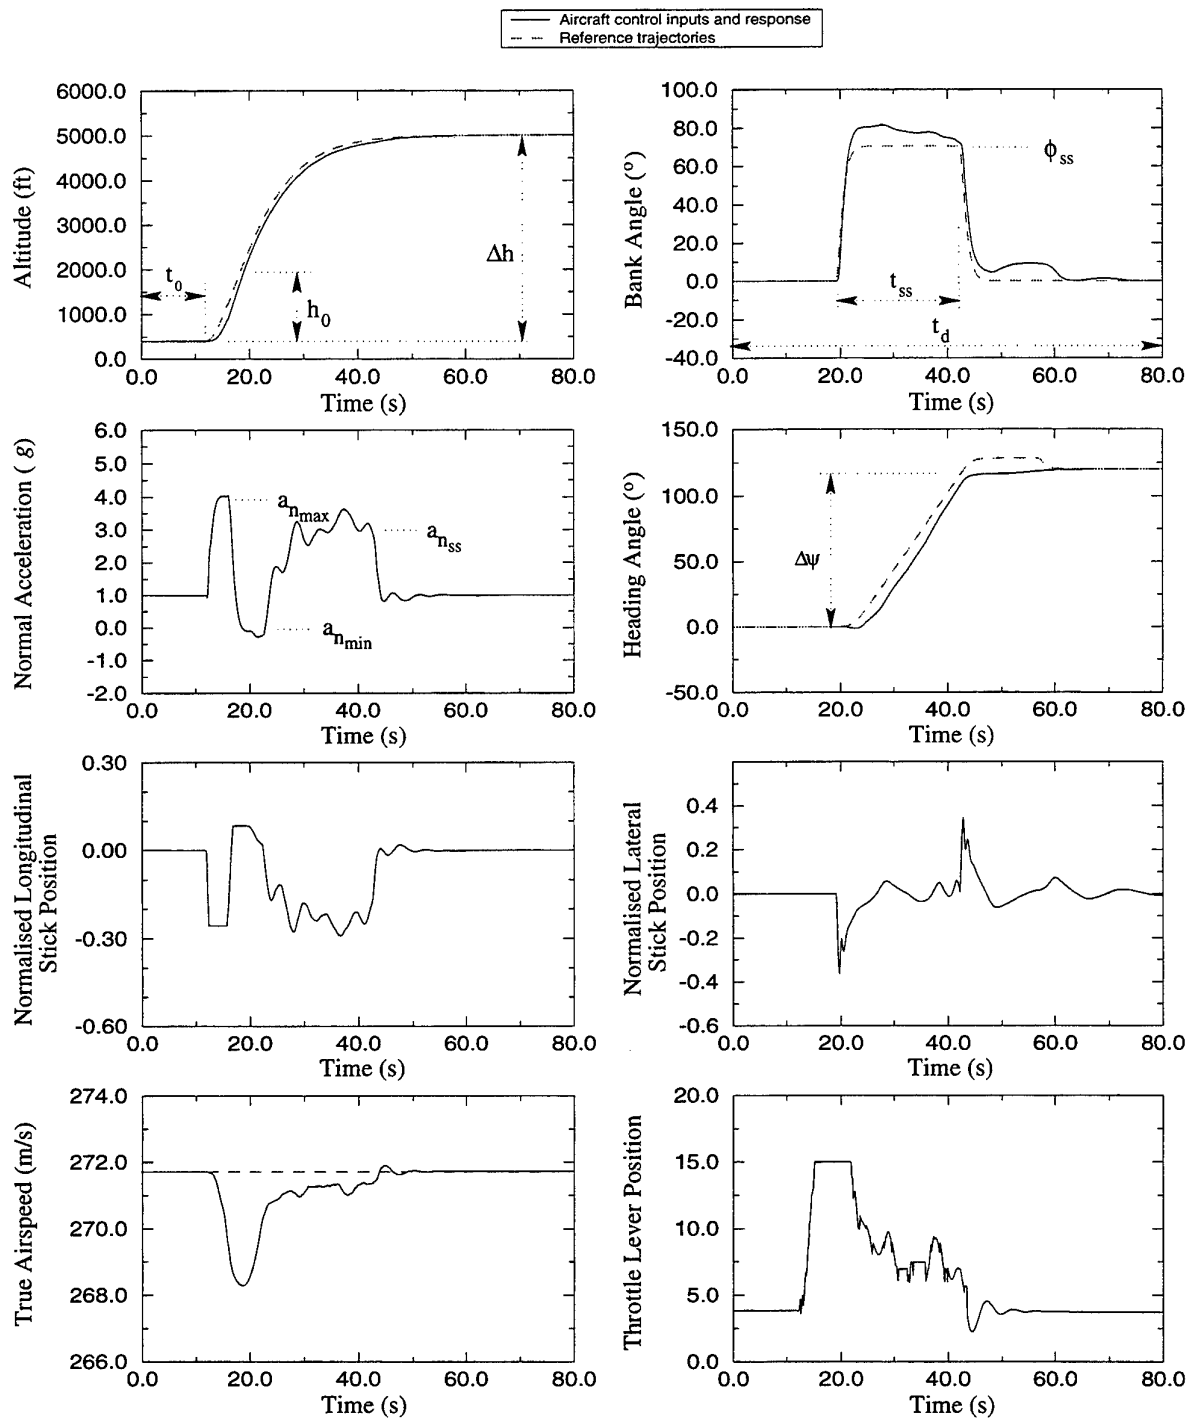 Aircraft control inputs and response
Reference trajectories
Altitude (ft)
6000.0
5000.0
4000.0
3000.0
2000.0
1000.0
0.0
t0
h0
Δh
0.0 20.0 40.0 60.0 80.0
Time (s)
Bank Angle (°)
100.0
80.0
60.0
40.0
20.0
0.0
-20.0
-40.0
ϕss
tss
td
0.0 20.0 40.0 60.0 80.0
Time (s)
Normal Acceleration ( g)
6.0
5.0
4.0
3.0
2.0
1.0
0.0
-1.0
-2.0
anmax
anss
anmin
0.0 20.0 40.0 60.0 80.0
Time (s)
Heading Angle (°)
150.0
100.0
50.0
0.0
-50.0
Δψ
0.0 20.0 40.0 60.0 80.0
Time (s)
Normalised Longitudinal
Stick Position
0.30
0.00
-0.30
-0.60
0.0 20.0 40.0 60.0 80.0
Time (s)
Normalised Lateral
Stick Position
0.4
0.2
0.0
-0.2
-0.4
-0.6
0.0 20.0 40.0 60.0 80.0
Time (s)
True Airspeed (m/s)
274.0
272.0
270.0
268.0
266.0
0.0 20.0 40.0 60.0 80.0
Time (s)
Throttle Lever Position
20.0
15.0
10.0
5.0
0.0
0.0 20.0 40.0 60.0 80.0
Time (s)